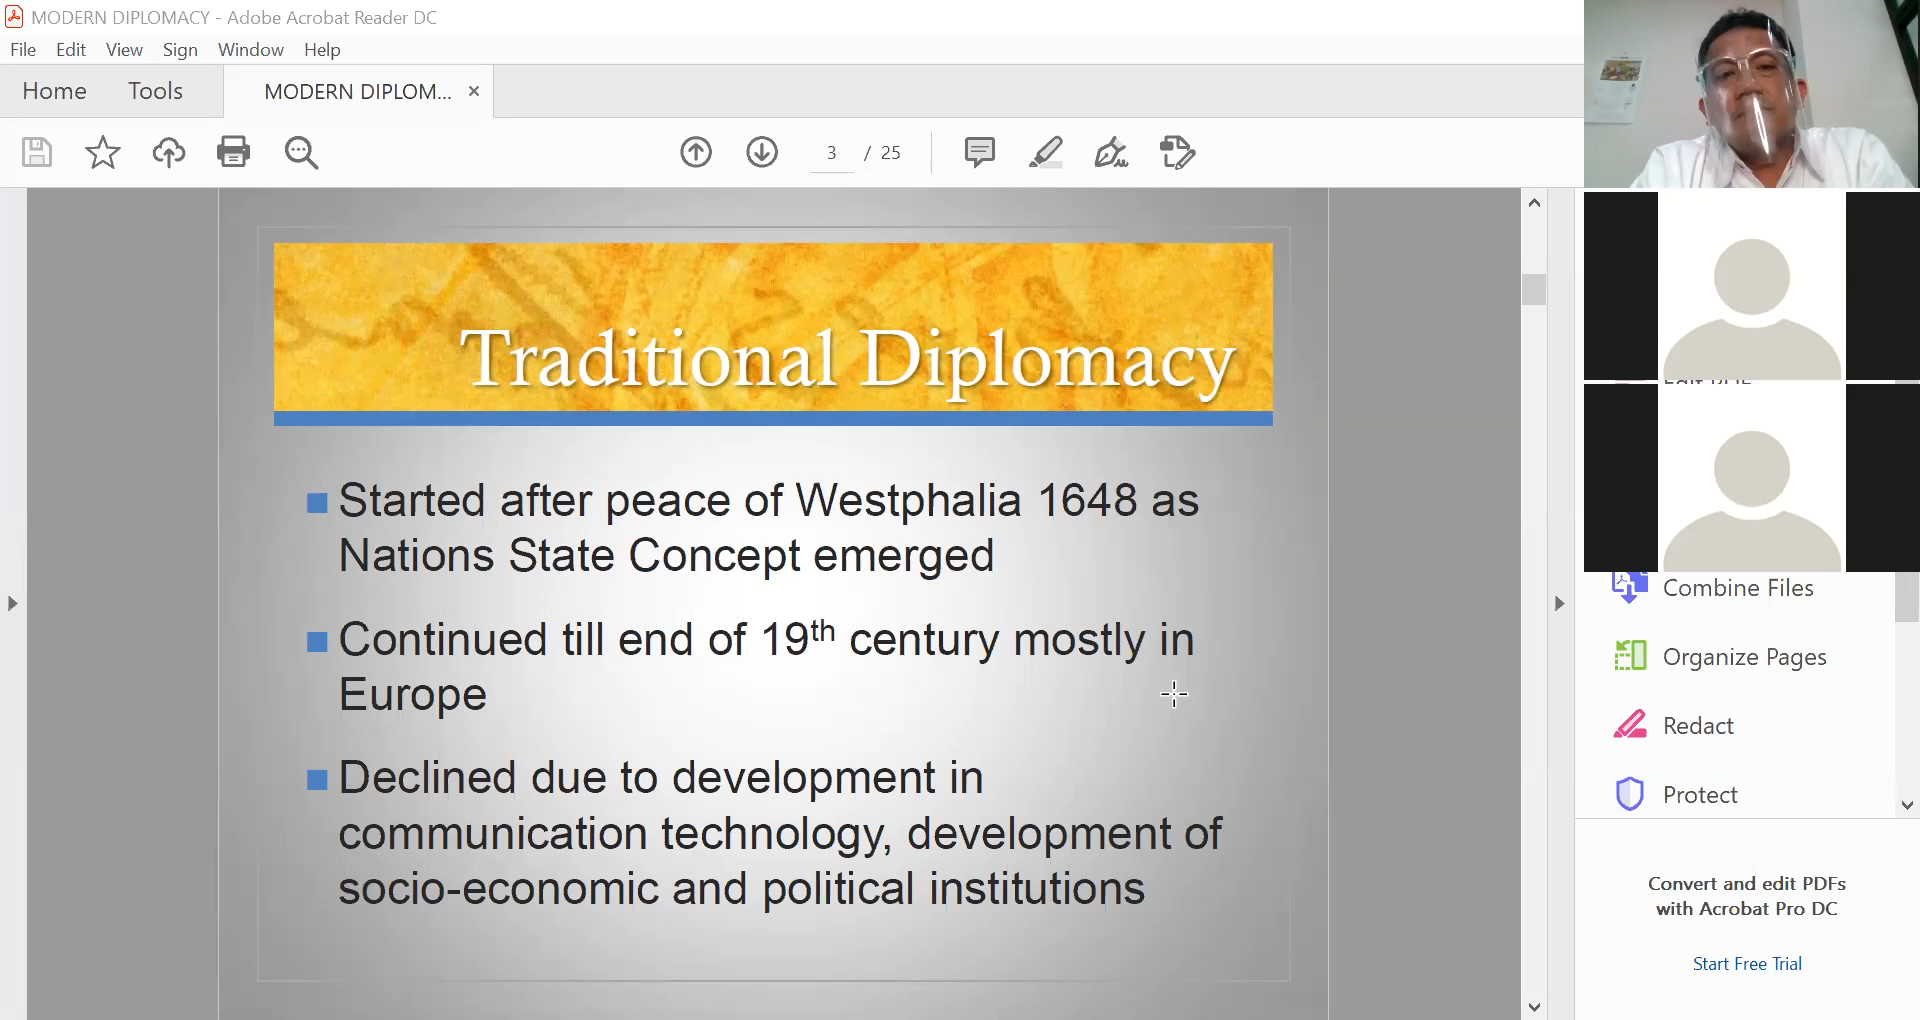 MODERN DIPLOMACY - Adobe Acrobat Reader DC
File Edit View Sign Window Help
Home Tools MODERN DIPLOM... ×
3 / 25
Traditional Diplomacy
Started after peace of Westphalia 1648 as
Nations State Concept emerged
Continued till end of 19th century mostly in
Europe
Declined due to development in
communication technology, development of
socio-economic and political institutions
Combine Files
Organize Pages
Redact
Protect
Convert and edit PDFs
with Acrobat Pro DC
Start Free Trial